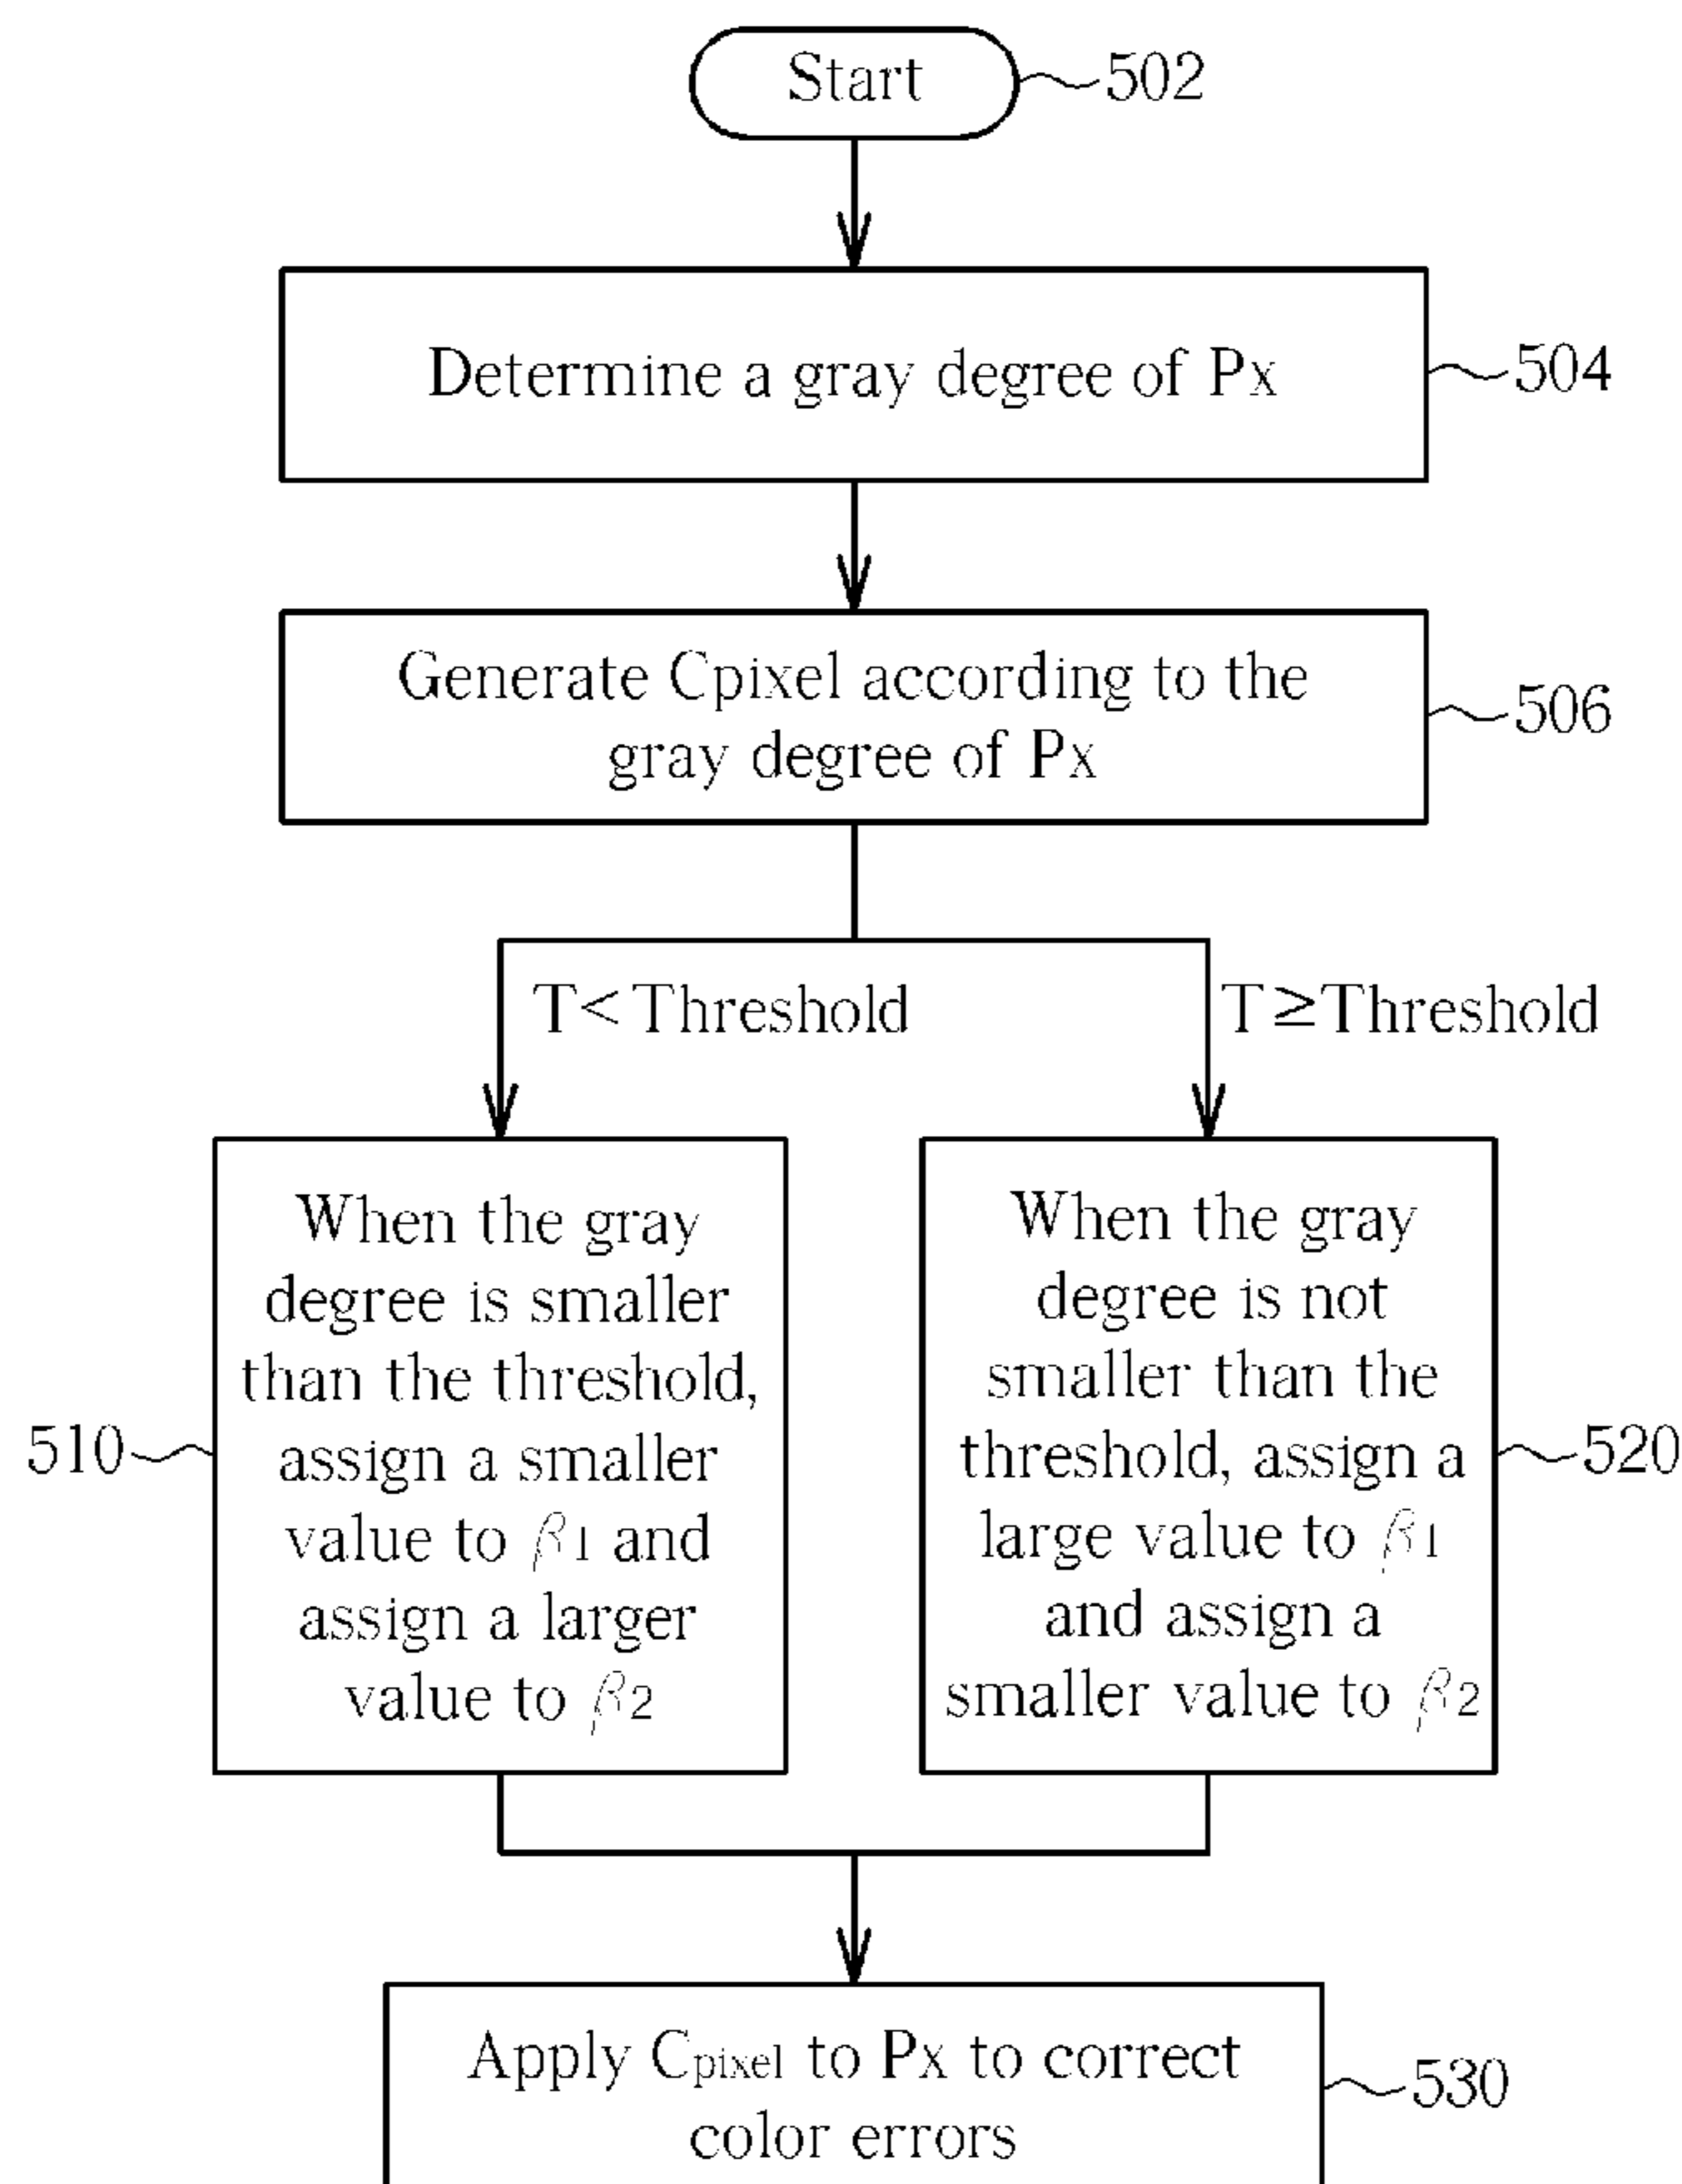 Start
502
Determine a gray degree of Px
504
Generate Cpixel according to the
gray degree of Px
506
T<Threshold
T≥Threshold
When the gray
degree is smaller
than the threshold,
assign a smaller
value to β1 and
assign a larger
value to β2
510
When the gray
degree is not
smaller than the
threshold, assign a
large value to β1
and assign a
smaller value to β2
520
Apply Cpixel to Px to correct
color errors
530